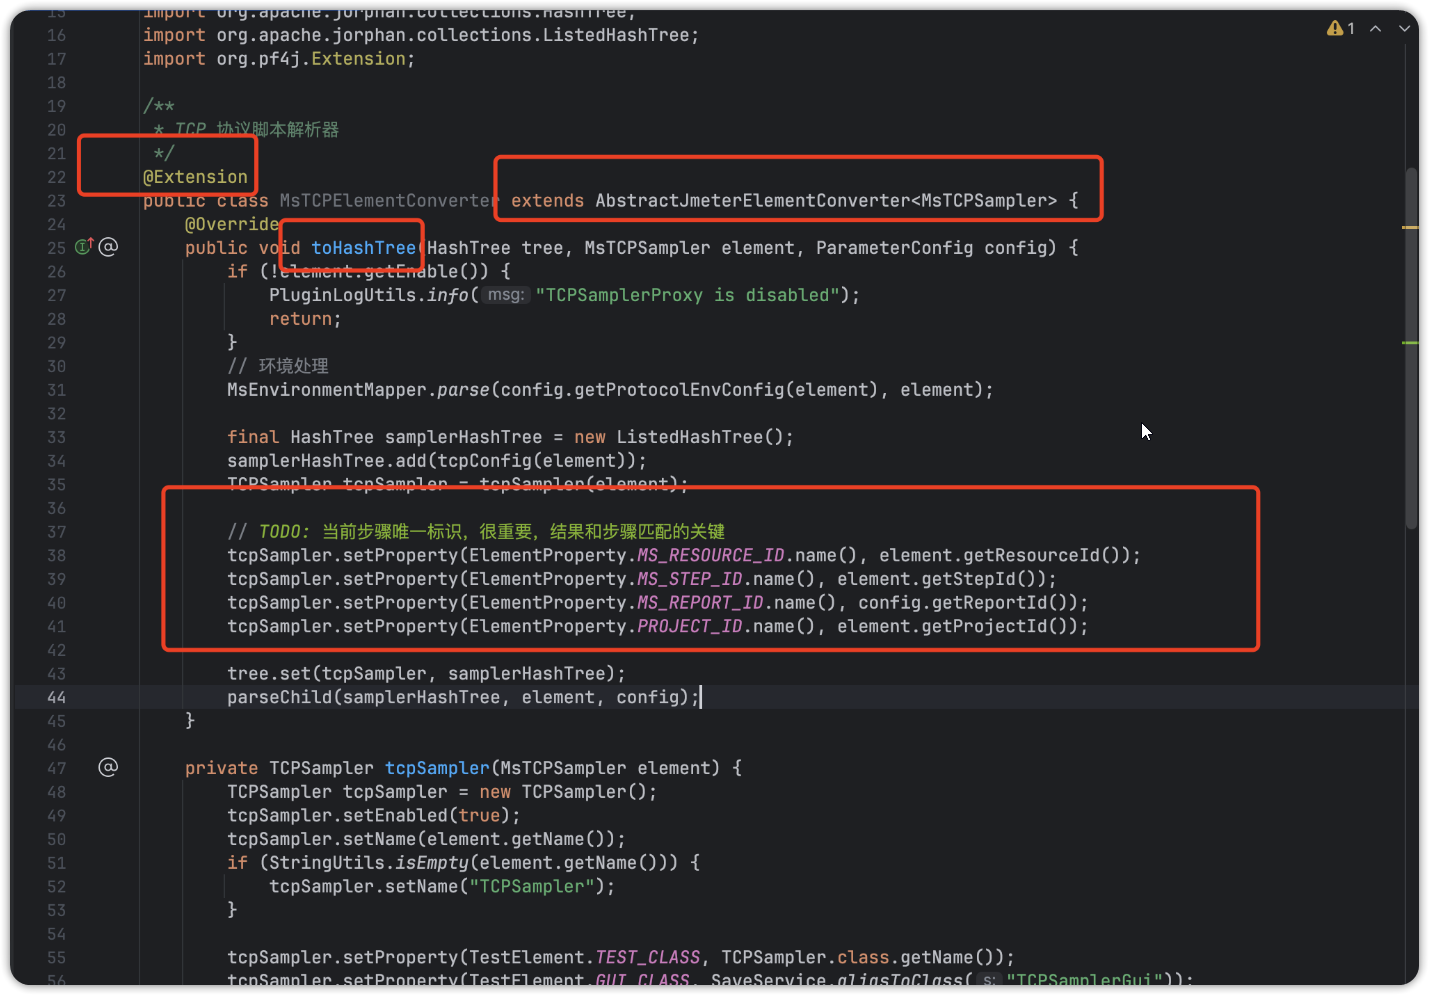 15 import org.apache.jorphan.collections.HashTree;
16 import org.apache.jorphan.collections.ListedHashTree;
⚠ 1
17 import org.pf4j.Extension;
18
19 /**
20 * TCP 协议脚本解析器
21 */
22 @Extension
23 public class MsTCPElementConverter extends AbstractJmeterElementConverter<MsTCPSampler> {
24 @Override
25 public void toHashTree(HashTree tree, MsTCPSampler element, ParameterConfig config) {
26 if (!element.getEnable()) {
27 PluginLogUtils.info( msg: "TCPSamplerProxy is disabled");
28 return;
29 }
30 // 环境处理
31 MsEnvironmentMapper.parse(config.getProtocolEnvConfig(element), element);
32
33 final HashTree samplerHashTree = new ListedHashTree();
34 samplerHashTree.add(tcpConfig(element));
35 TCPSampler tcpSampler = tcpSampler(element);
36
37 // TODO: 当前步骤唯一标识，很重要，结果和步骤匹配的关键
38 tcpSampler.setProperty(ElementProperty.MS_RESOURCE_ID.name(), element.getResourceId());
39 tcpSampler.setProperty(ElementProperty.MS_STEP_ID.name(), element.getStepId());
40 tcpSampler.setProperty(ElementProperty.MS_REPORT_ID.name(), config.getReportId());
41 tcpSampler.setProperty(ElementProperty.PROJECT_ID.name(), element.getProjectId());
42
43 tree.set(tcpSampler, samplerHashTree);
44 parseChild(samplerHashTree, element, config);
45 }
46
47 private TCPSampler tcpSampler(MsTCPSampler element) {
48 TCPSampler tcpSampler = new TCPSampler();
49 tcpSampler.setEnabled(true);
50 tcpSampler.setName(element.getName());
51 if (StringUtils.isEmpty(element.getName())) {
52 tcpSampler.setName("TCPSampler");
53 }
54
55 tcpSampler.setProperty(TestElement.TEST_CLASS, TCPSampler.class.getName());
56 tcpSampler.setProperty(TestElement.GUI_CLASS, SaveService.aliasToClass( s: "TCPSamplerGui"));